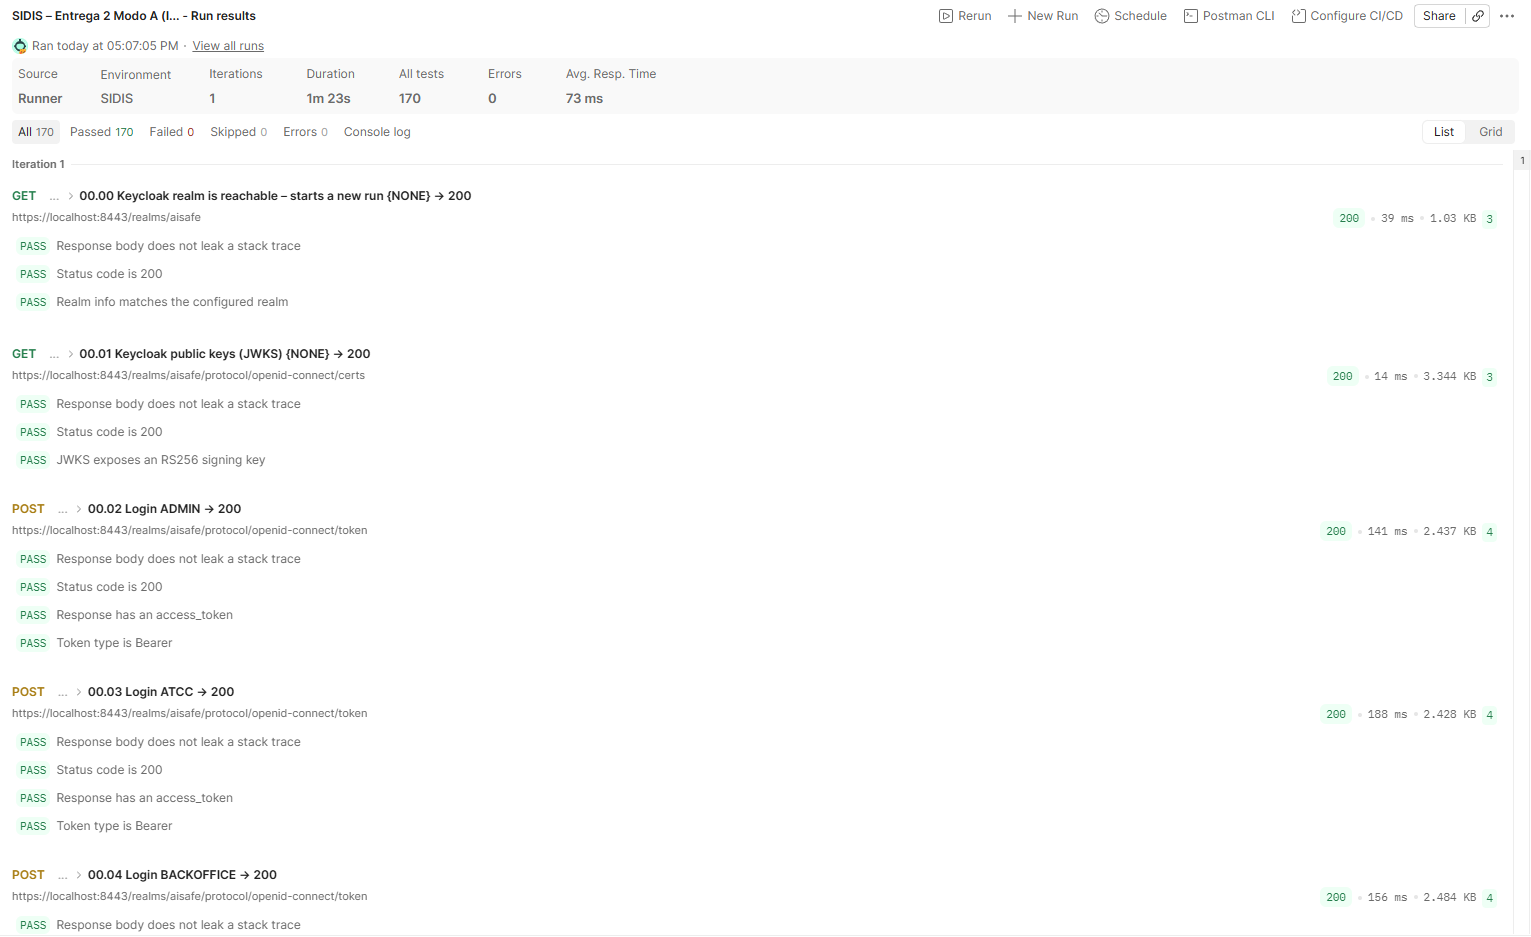 SIDIS – Entrega 2 Modo A (I... - Run results
Rerun New Run Schedule Postman CLI Configure CI/CD Share
Ran today at 05:07:05 PM · View all runs
Source Environment Iterations Duration All tests Errors Avg. Resp. Time
Runner SIDIS 1 1m 23s 170 0 73 ms
All 170 Passed 170 Failed 0 Skipped 0 Errors 0 Console log List Grid
Iteration 1 1
GET ... > 00.00 Keycloak realm is reachable – starts a new run {NONE} → 200
https://localhost:8443/realms/aisafe 200 • 39 ms • 1.03 KB 3
PASS Response body does not leak a stack trace
PASS Status code is 200
PASS Realm info matches the configured realm
GET ... > 00.01 Keycloak public keys (JWKS) {NONE} → 200
https://localhost:8443/realms/aisafe/protocol/openid-connect/certs 200 • 14 ms • 3.344 KB 3
PASS Response body does not leak a stack trace
PASS Status code is 200
PASS JWKS exposes an RS256 signing key
POST ... > 00.02 Login ADMIN → 200
https://localhost:8443/realms/aisafe/protocol/openid-connect/token 200 • 141 ms • 2.437 KB 4
PASS Response body does not leak a stack trace
PASS Status code is 200
PASS Response has an access_token
PASS Token type is Bearer
POST ... > 00.03 Login ATCC → 200
https://localhost:8443/realms/aisafe/protocol/openid-connect/token 200 • 188 ms • 2.428 KB 4
PASS Response body does not leak a stack trace
PASS Status code is 200
PASS Response has an access_token
PASS Token type is Bearer
POST ... > 00.04 Login BACKOFFICE → 200
https://localhost:8443/realms/aisafe/protocol/openid-connect/token 200 • 156 ms • 2.484 KB 4
PASS Response body does not leak a stack trace